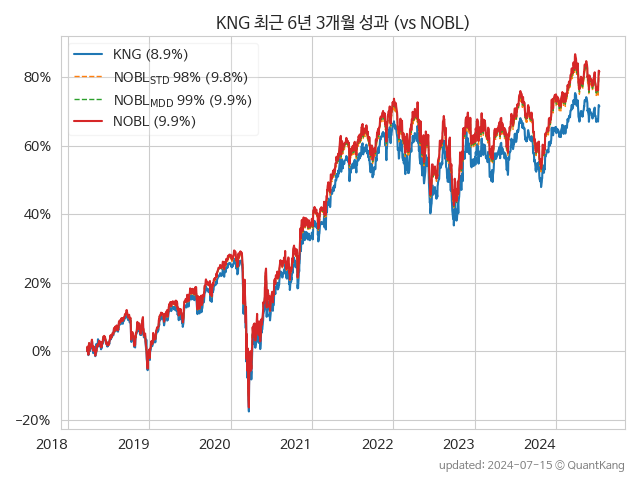 KNG 최근 6년 3개월 성과 (vs NOBL)
KNG (8.9%)
NOBL_STD 98% (9.8%)
NOBL_MDD 99% (9.9%)
NOBL (9.9%)
80%
60%
40%
20%
0%
−20%
2018 2019 2020 2021 2022 2023 2024
updated: 2024-07-15 © QuantKang